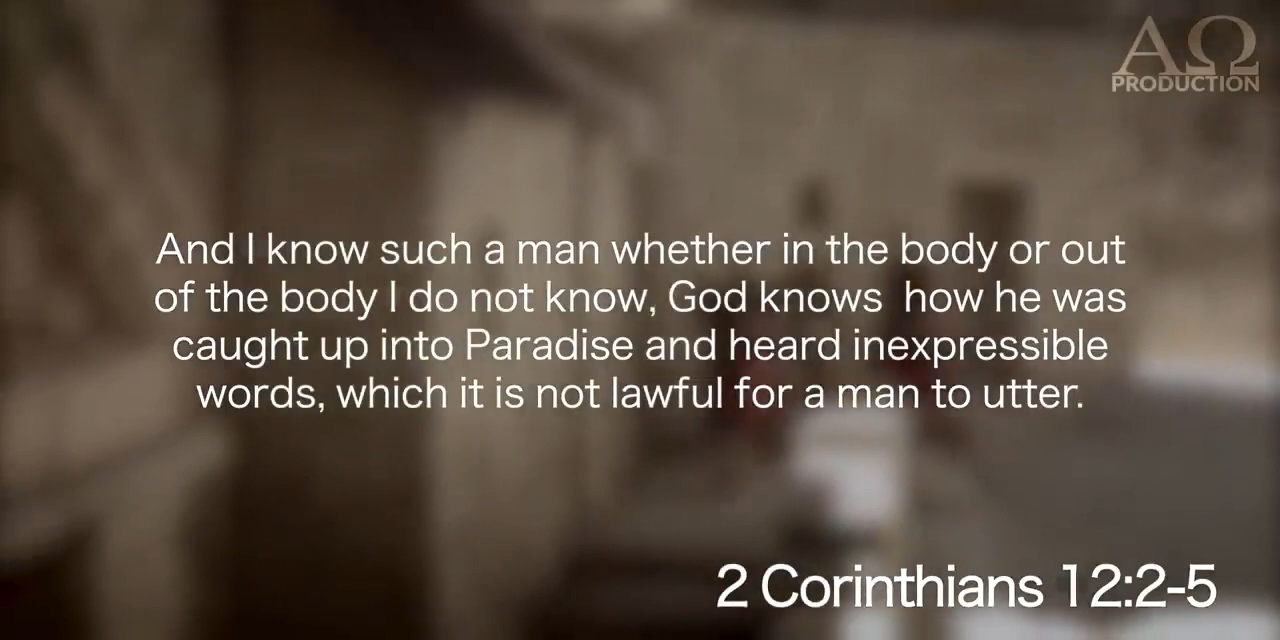 ΑΩ
PRODUCTION
And I know such a man whether in the body or out
of the body I do not know, God knows  how he was
caught up into Paradise and heard inexpressible
words, which it is not lawful for a man to utter.
2 Corinthians 12:2-5